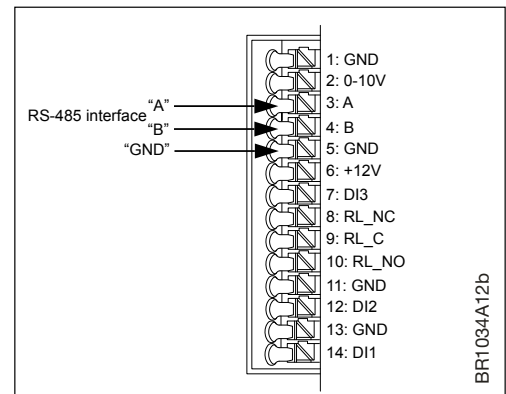 RS-485 interface
“A”
“B”
“GND”
1: GND
2: 0-10V
3: A
4: B
5: GND
6: +12V
7: DI3
8: RL_NC
9: RL_C
10: RL_NO
11: GND
12: DI2
13: GND
14: DI1
BR1034A12b